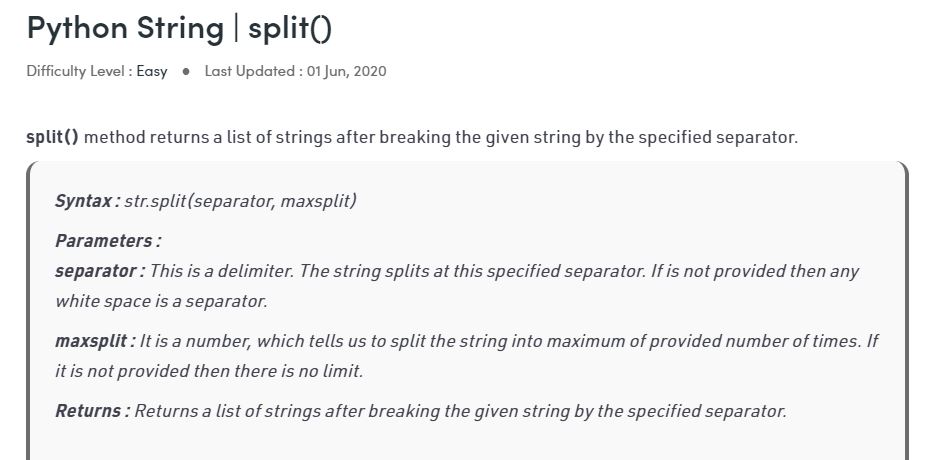 Python String | split()
Difficulty Level : Easy ● Last Updated : 01 Jun, 2020
split() method returns a list of strings after breaking the given string by the specified separator.
Syntax : str.split(separator, maxsplit)
Parameters :
separator : This is a delimiter. The string splits at this specified separator. If is not provided then any
white space is a separator.
maxsplit : It is a number, which tells us to split the string into maximum of provided number of times. If
it is not provided then there is no limit.
Returns : Returns a list of strings after breaking the given string by the specified separator.